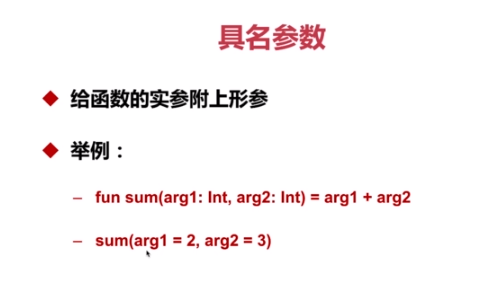 具名参数
给函数的实参附上形参
举例：
– fun sum(arg1: Int, arg2: Int) = arg1 + arg2
– sum(arg1 = 2, arg2 = 3)